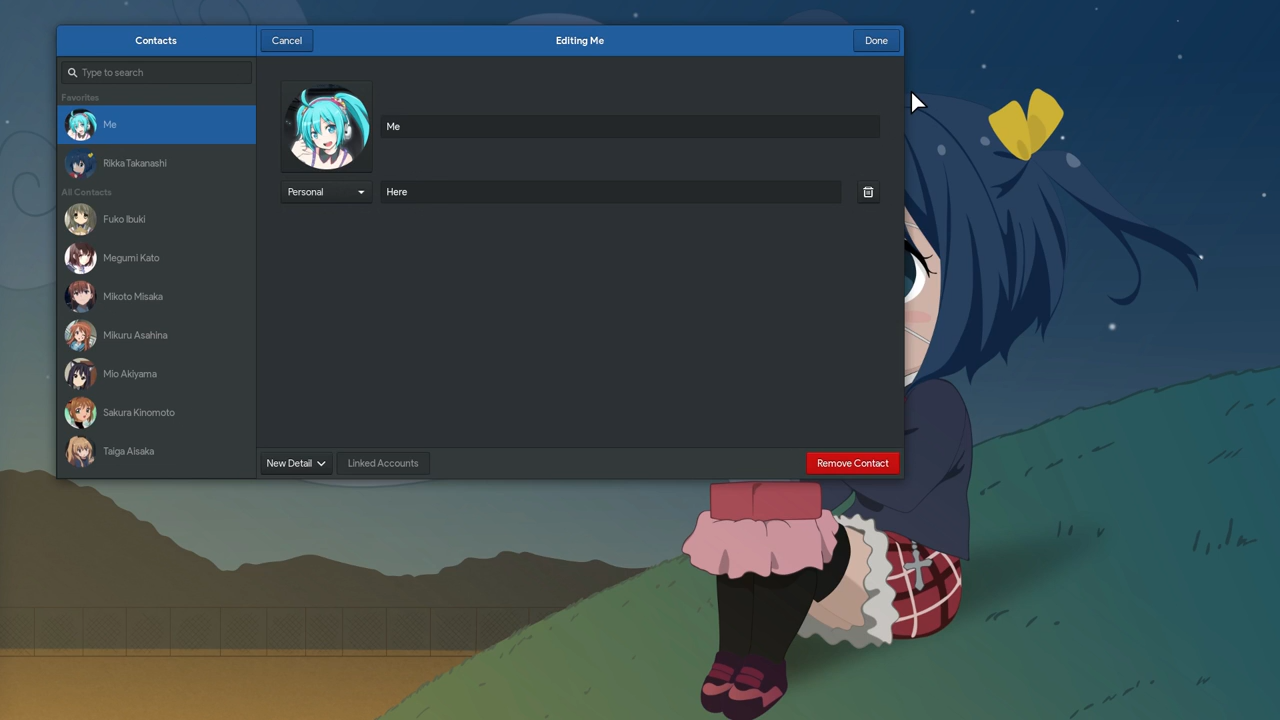 Contacts
Cancel
Editing Me
Done
Type to search
Favorites
Me
Rikka Takanashi
All Contacts
Fuko Ibuki
Megumi Kato
Mikoto Misaka
Mikuru Asahina
Mio Akiyama
Sakura Kinomoto
Taiga Aisaka
Me
Personal
Here
New Detail
Linked Accounts
Remove Contact